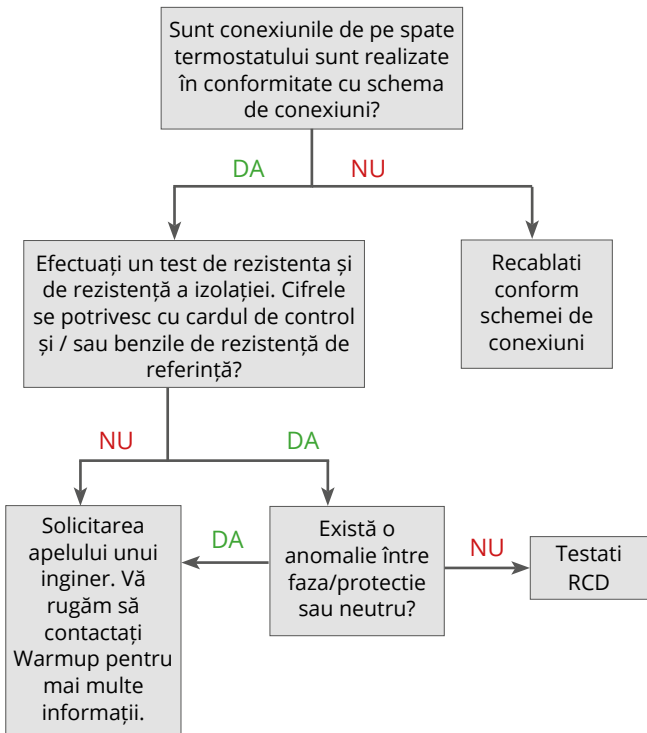 Sunt conexiunile de pe spate
termostatului sunt realizate
în conformitate cu schema
de conexiuni?
DA
NU
Efectuați un test de rezistenta și
de rezistență a izolației. Cifrele
se potrivesc cu cardul de control
și / sau benzile de rezistență de
referință?
Recablati
conform
schemei de
conexiuni
NU
DA
Solicitarea
apelului unui
inginer. Vă
rugăm să
contactați
Warmup pentru
mai multe
informații.
DA
Există o
anomalie între
faza/protectie
sau neutru?
NU
Testati
RCD